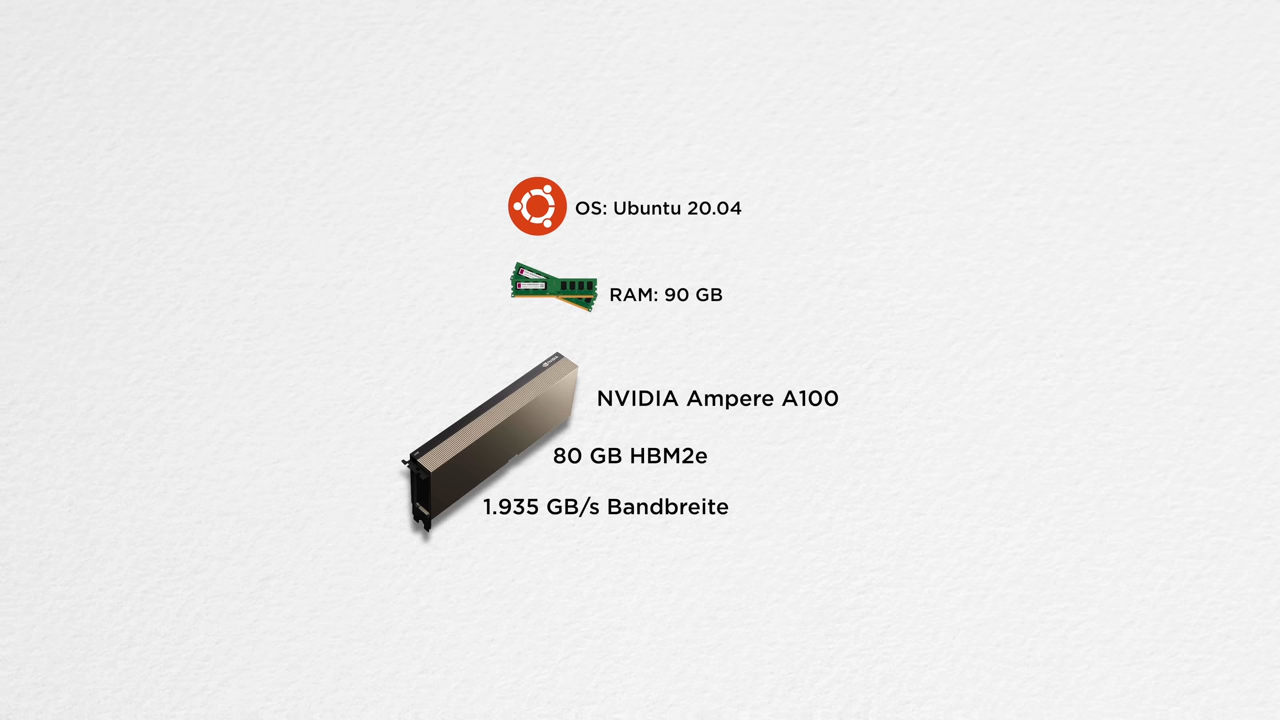 OS: Ubuntu 20.04
RAM: 90 GB
NVIDIA Ampere A100
80 GB HBM2e
1.935 GB/s Bandbreite